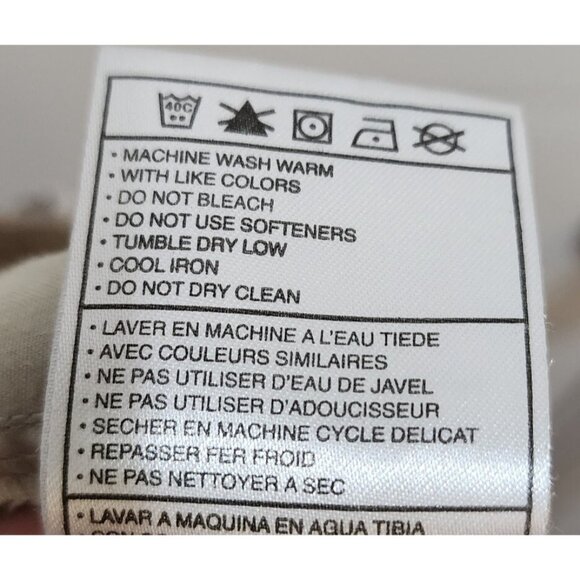 40C
• MACHINE WASH WARM
• WITH LIKE COLORS
• DO NOT BLEACH
• DO NOT USE SOFTENERS
• TUMBLE DRY LOW
• COOL IRON
• DO NOT DRY CLEAN
• LAVER EN MACHINE A L'EAU TIEDE
• AVEC COULEURS SIMILAIRES
• NE PAS UTILISER D'EAU DE JAVEL
• NE PAS UTILISER D'ADOUCISSEUR
• SECHER EN MACHINE CYCLE DELICAT
• REPASSER FER FROID
• NE PAS NETTOYER A SEC
• LAVAR A MAQUINA EN AGUA TIBIA